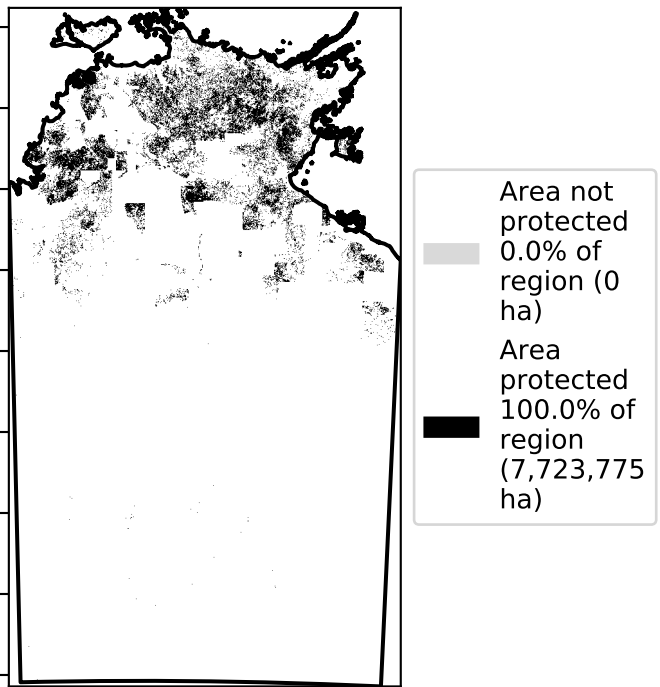 Area not
protected
0.0% of
region (0
ha)
Area
protected
100.0% of
region
(7,723,775
ha)